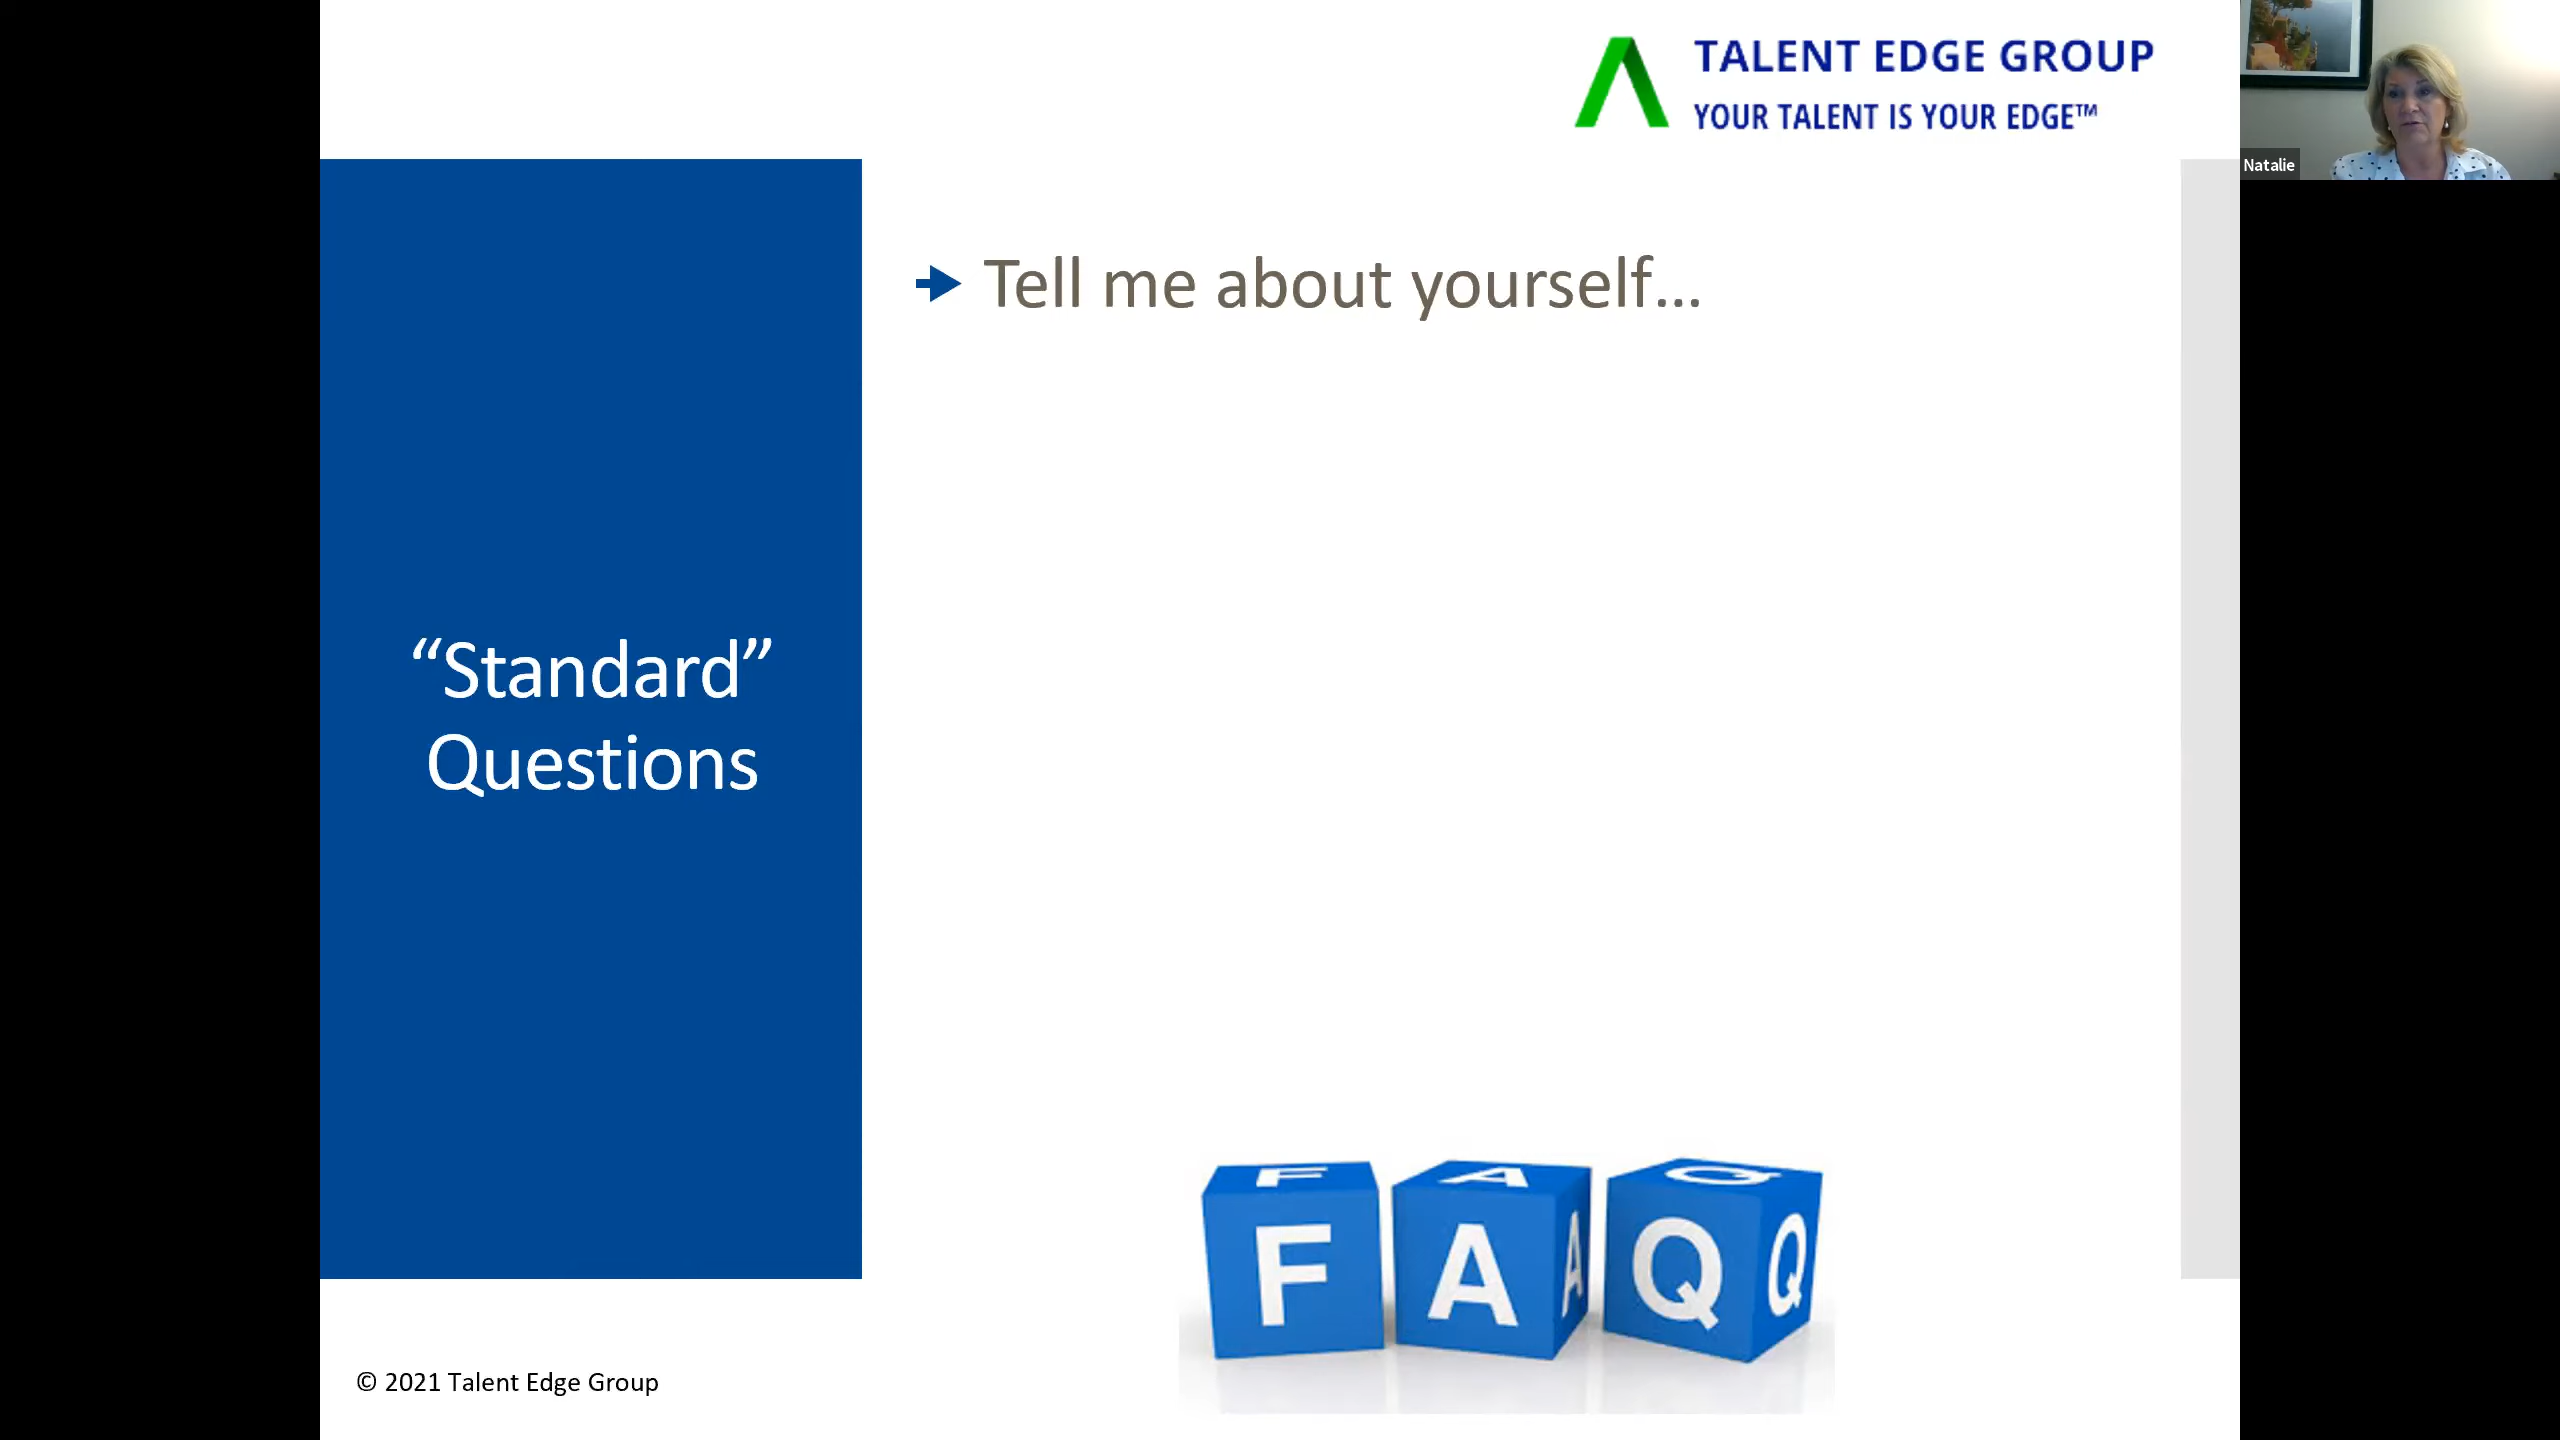 TALENT EDGE GROUP
YOUR TALENT IS YOUR EDGE™
Natalie
Tell me about yourself...
“Standard”
Questions
F A Q
F A A Q Q
© 2021 Talent Edge Group